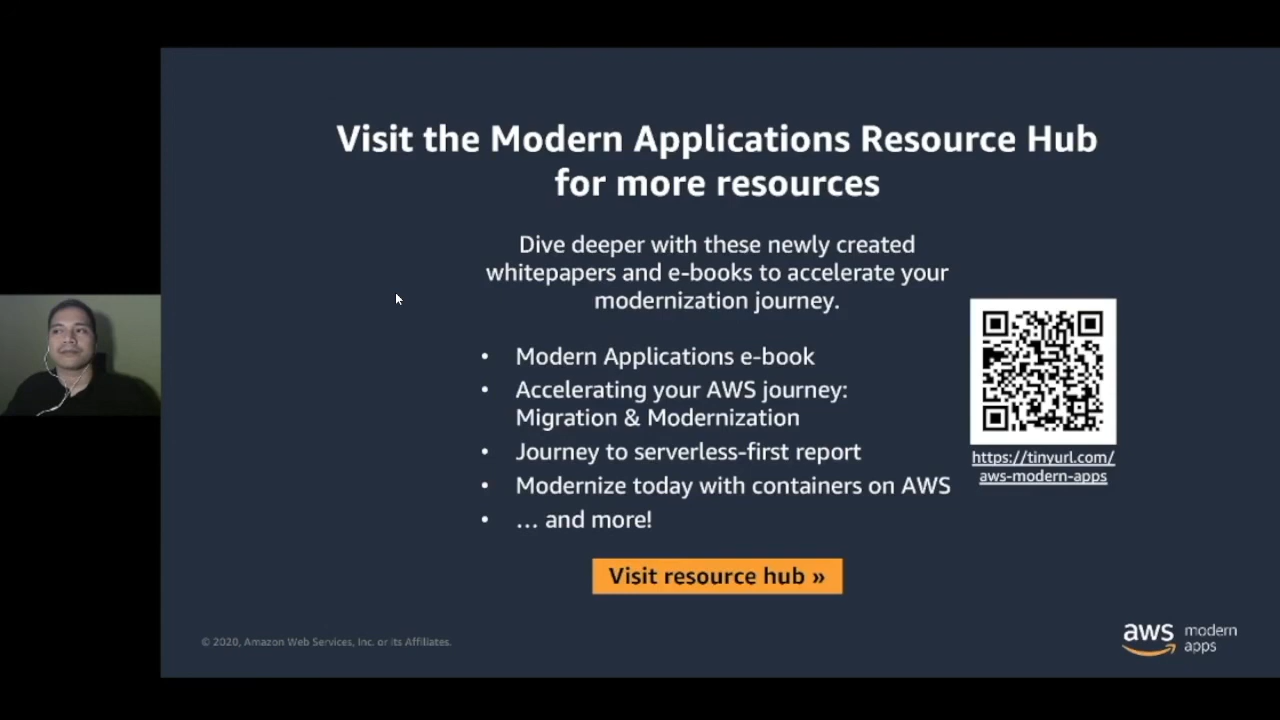 Visit the Modern Applications Resource Hub
for more resources
Dive deeper with these newly created
whitepapers and e-books to accelerate your
modernization journey.
• Modern Applications e-book
• Accelerating your AWS journey:
Migration & Modernization
• Journey to serverless-first report
• Modernize today with containers on AWS
• … and more!
https://tinyurl.com/
aws-modern-apps
Visit resource hub »
© 2020, Amazon Web Services, Inc. or its Affiliates.
aws modern
apps